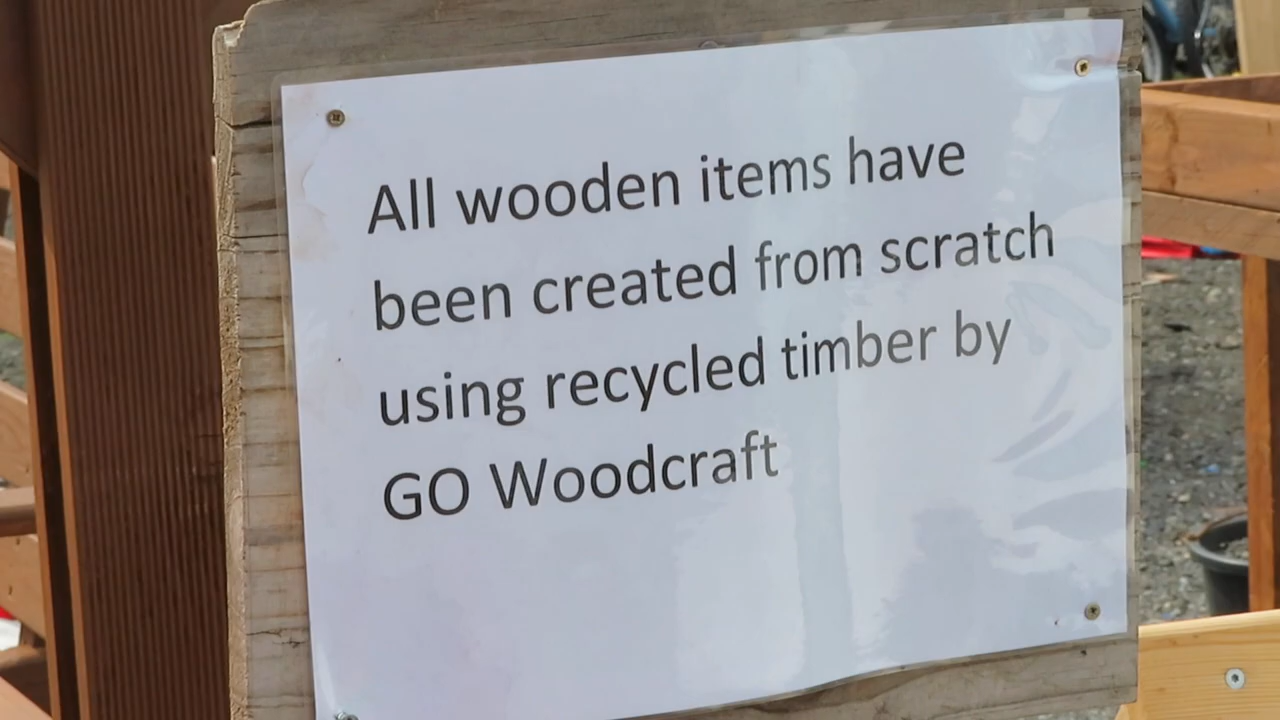 All wooden items have
been created from scratch
using recycled timber by
GO Woodcraft